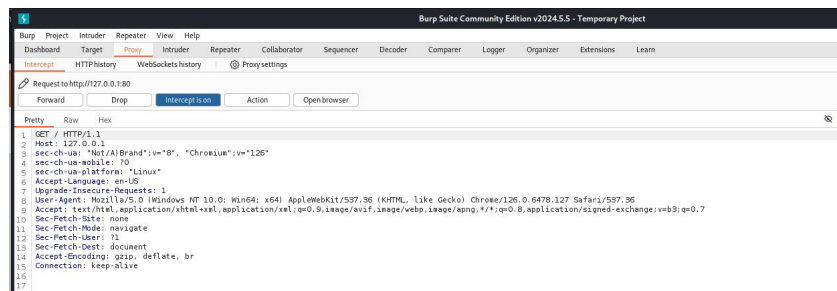 Burp Suite Community Edition v2024.5.5 - Temporary Project
Burp Project Intruder Repeater View Help
Dashboard Target Proxy Intruder Repeater Collaborator Sequencer Decoder Comparer Logger Organizer Extensions Learn
Intercept HTTP history WebSockets history Proxy settings
Request to http://127.0.0.1:80
Forward Drop Intercept is on Action Open browser
Pretty Raw Hex
1 GET / HTTP/1.1
2 Host: 127.0.0.1
3 sec-ch-ua: "Not/A)Brand";v="8", "Chromium";v="126"
4 sec-ch-ua-mobile: ?0
5 sec-ch-ua-platform: "Linux"
6 Accept-Language: en-US
7 Upgrade-Insecure-Requests: 1
8 User-Agent: Mozilla/5.0 (Windows NT 10.0; Win64; x64) AppleWebKit/537.36 (KHTML, like Gecko) Chrome/126.0.6478.127 Safari/537.36
9 Accept: text/html,application/xhtml+xml,application/xml;q=0.9,image/avif,image/webp,image/apng,*/*;q=0.8,application/signed-exchange;v=b3;q=0.7
10 Sec-Fetch-Site: none
11 Sec-Fetch-Mode: navigate
12 Sec-Fetch-User: ?1
13 Sec-Fetch-Dest: document
14 Accept-Encoding: gzip, deflate, br
15 Connection: keep-alive
16
17